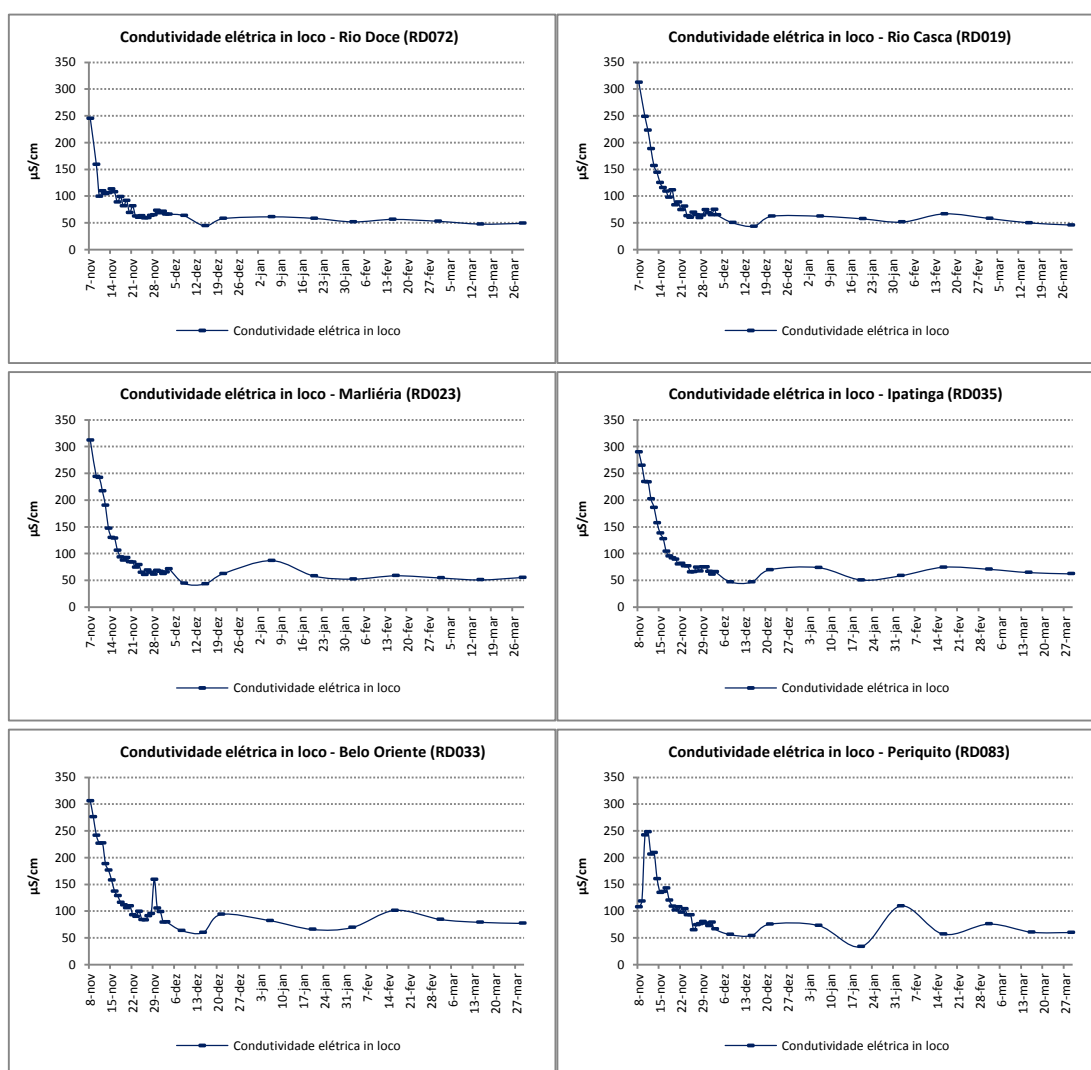 Condutividade elétrica in loco - Rio Doce (RD072)
350
300
250
200
150
100
50
0
µS/cm
7-nov
14-nov
21-nov
28-nov
5-dez
12-dez
19-dez
26-dez
2-jan
9-jan
16-jan
23-jan
30-jan
6-fev
13-fev
20-fev
27-fev
5-mar
12-mar
19-mar
26-mar
Condutividade elétrica in loco
Condutividade elétrica in loco - Rio Casca (RD019)
350
300
250
200
150
100
50
0
µS/cm
7-nov
14-nov
21-nov
28-nov
5-dez
12-dez
19-dez
26-dez
2-jan
9-jan
16-jan
23-jan
30-jan
6-fev
13-fev
20-fev
27-fev
5-mar
12-mar
19-mar
26-mar
Condutividade elétrica in loco
Condutividade elétrica in loco - Marliéria (RD023)
350
300
250
200
150
100
50
0
µS/cm
7-nov
14-nov
21-nov
28-nov
5-dez
12-dez
19-dez
26-dez
2-jan
9-jan
16-jan
23-jan
30-jan
6-fev
13-fev
20-fev
27-fev
5-mar
12-mar
19-mar
26-mar
Condutividade elétrica in loco
Condutividade elétrica in loco - Ipatinga (RD035)
350
300
250
200
150
100
50
0
µS/cm
8-nov
15-nov
22-nov
29-nov
6-dez
13-dez
20-dez
27-dez
3-jan
10-jan
17-jan
24-jan
31-jan
7-fev
14-fev
21-fev
28-fev
6-mar
13-mar
20-mar
27-mar
Condutividade elétrica in loco
Condutividade elétrica in loco - Belo Oriente (RD033)
350
300
250
200
150
100
50
0
µS/cm
8-nov
15-nov
22-nov
29-nov
6-dez
13-dez
20-dez
27-dez
3-jan
10-jan
17-jan
24-jan
31-jan
7-fev
14-fev
21-fev
28-fev
6-mar
13-mar
20-mar
27-mar
Condutividade elétrica in loco
Condutividade elétrica in loco - Periquito (RD083)
350
300
250
200
150
100
50
0
µS/cm
8-nov
15-nov
22-nov
29-nov
6-dez
13-dez
20-dez
27-dez
3-jan
10-jan
17-jan
24-jan
31-jan
7-fev
14-fev
21-fev
28-fev
6-mar
13-mar
20-mar
27-mar
Condutividade elétrica in loco